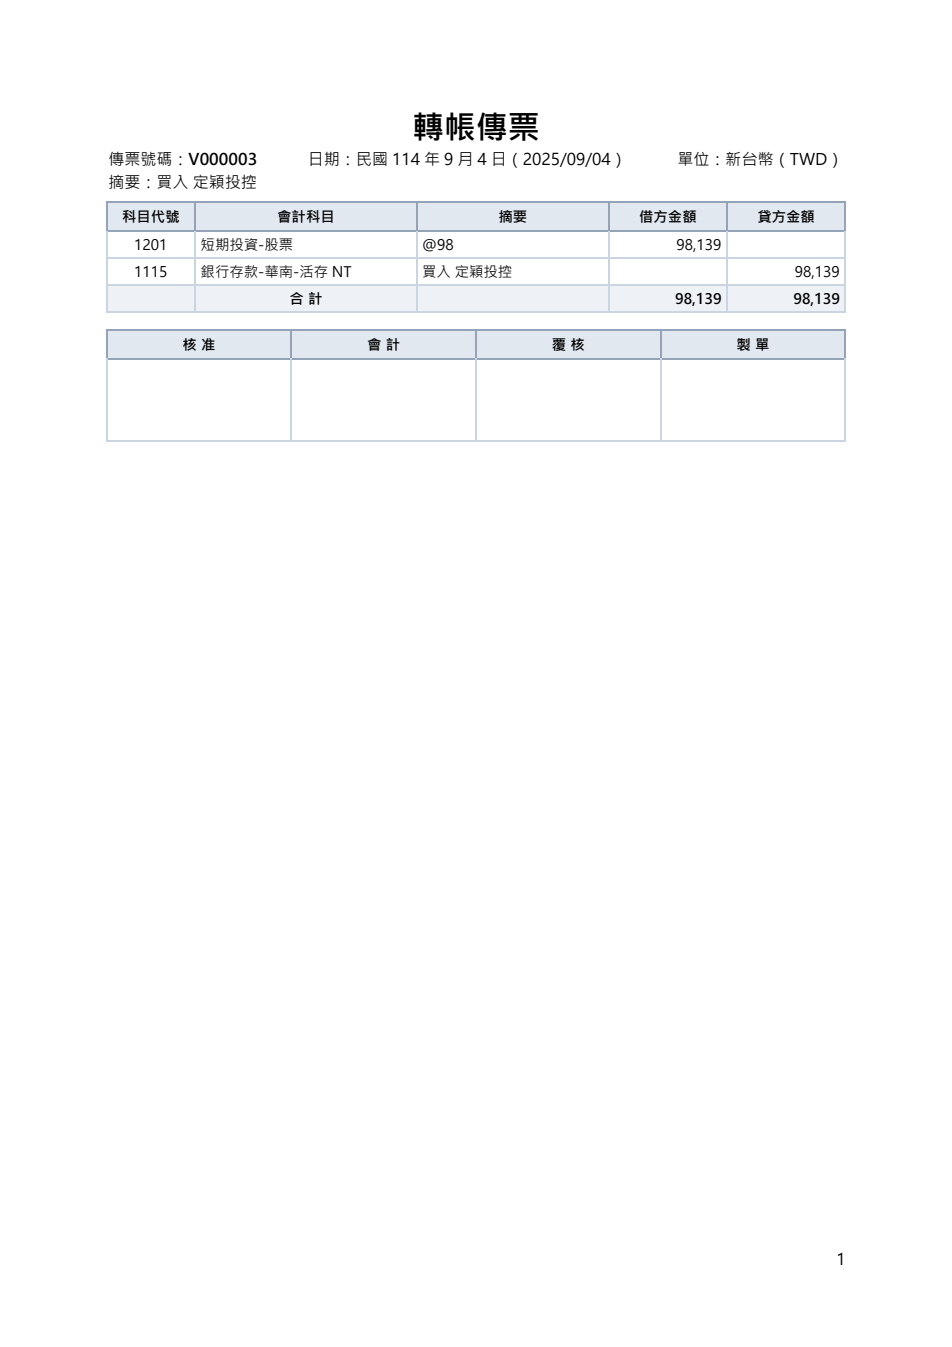 轉帳傳票
傳票號碼：V000003 日期：民國 114 年 9 月 4 日（2025/09/04） 單位：新台幣（TWD）
摘要：買入 定穎投控
科目代號 會計科目 摘要 借方金額 貸方金額
1201 短期投資-股票 @98 98,139
1115 銀行存款-華南-活存 NT 買入 定穎投控 98,139
合 計 98,139 98,139
核 准 會 計 覆 核 製 單
1